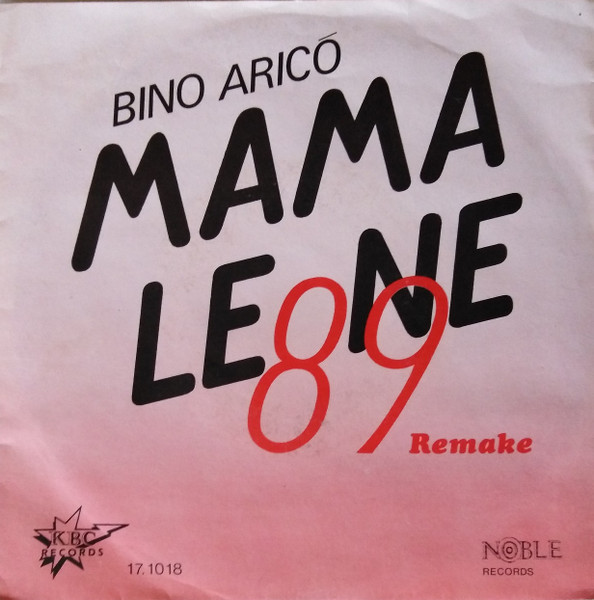 BINO ARICÓ
MAMA
LEONE
89
Remake
KBC
RECORDS
17.1018
NOBLE
RECORDS